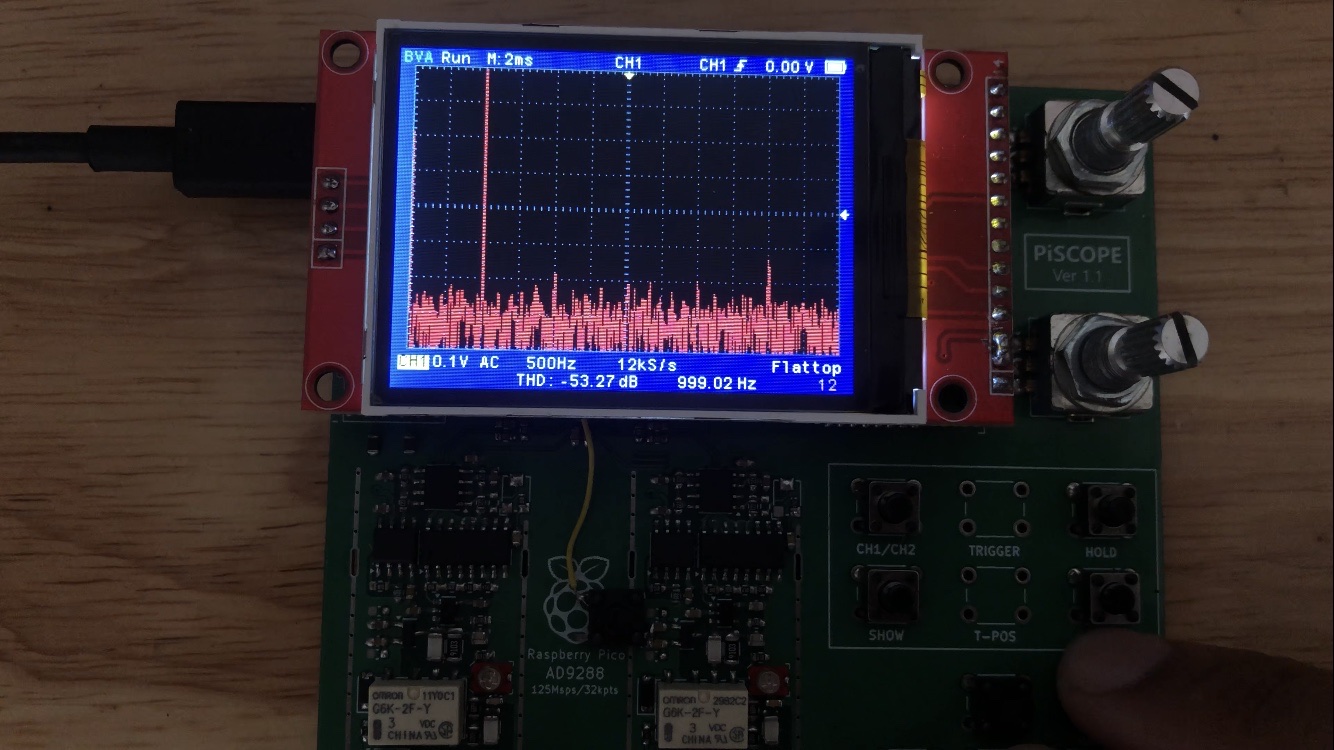 BVA Run M:2ms CH1 CH1 0.00 V
CH1 0.1V AC 500Hz 12kS/s Flattop
THD: -53.27 dB 999.02 Hz 12
PiSCOPE
Ver 1.1
CH1/CH2 TRIGGER HOLD
SHOW T-POS
Raspberry Pico
AD9288
125Msps/32kpts
omron 11Y0C1
G6K-2F-Y
3 VDC
CHINA
omron 2982C2
G6K-2F-Y
3 VDC
CHINA